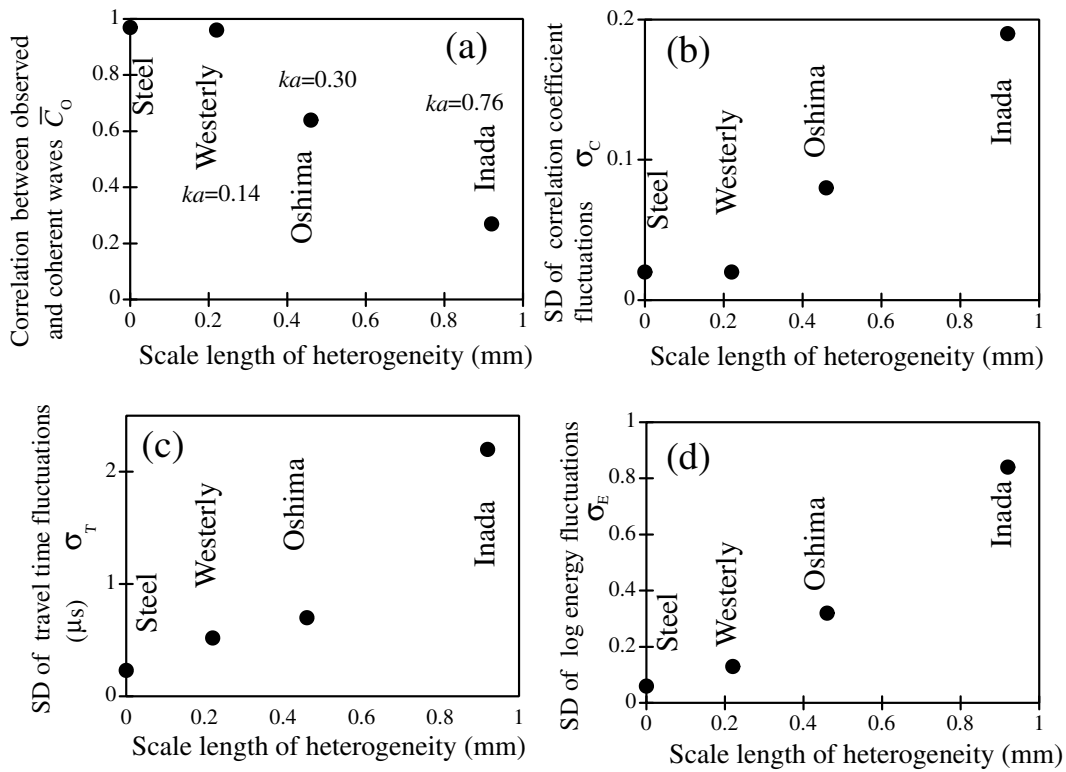 Correlation between observed
and coherent waves C̅O
1
0.8
0.6
0.4
0.2
0
(a)
Steel
Westerly
ka=0.14
ka=0.30
Oshima
ka=0.76
Inada
0 0.2 0.4 0.6 0.8 1
Scale length of heterogeneity (mm)
SD of correlation coefficient
fluctuations σC
0.2
0.1
0
(b)
Steel
Westerly
Oshima
Inada
0 0.2 0.4 0.6 0.8 1
Scale length of heterogeneity (mm)
SD of travel time fluctuations
(μs) σT
2
1
0
(c)
Steel
Westerly
Oshima
Inada
0 0.2 0.4 0.6 0.8 1
Scale length of heterogeneity (mm)
SD of log energy fluctuations
σE
1
0.8
0.6
0.4
0.2
0
(d)
Steel
Westerly
Oshima
Inada
0 0.2 0.4 0.6 0.8 1
Scale length of heterogeneity (mm)